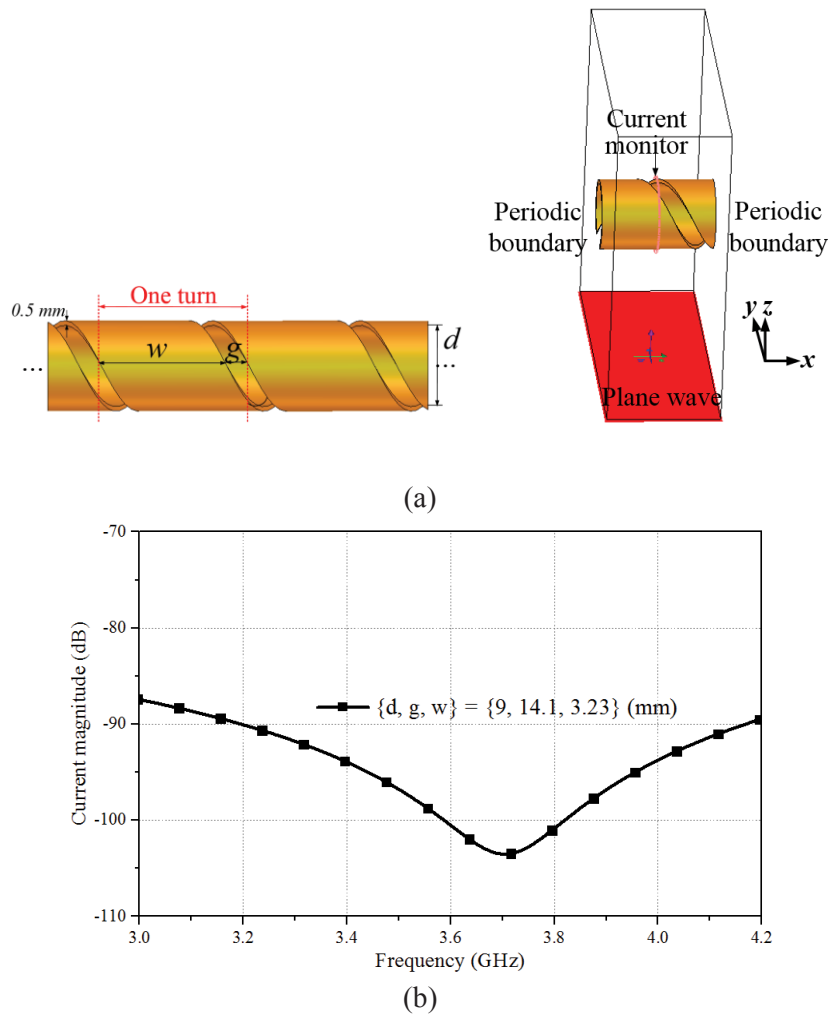 One turn
0.5 mm
w
g
d
...
...
Current
monitor
Periodic
boundary
Periodic
boundary
y z
x
Plane wave
(a)
-70
-80
-90
-100
-110
Current magnitude (dB)
{d, g, w} = {9, 14.1, 3.23} (mm)
3.0 3.2 3.4 3.6 3.8 4.0 4.2
Frequency (GHz)
(b)